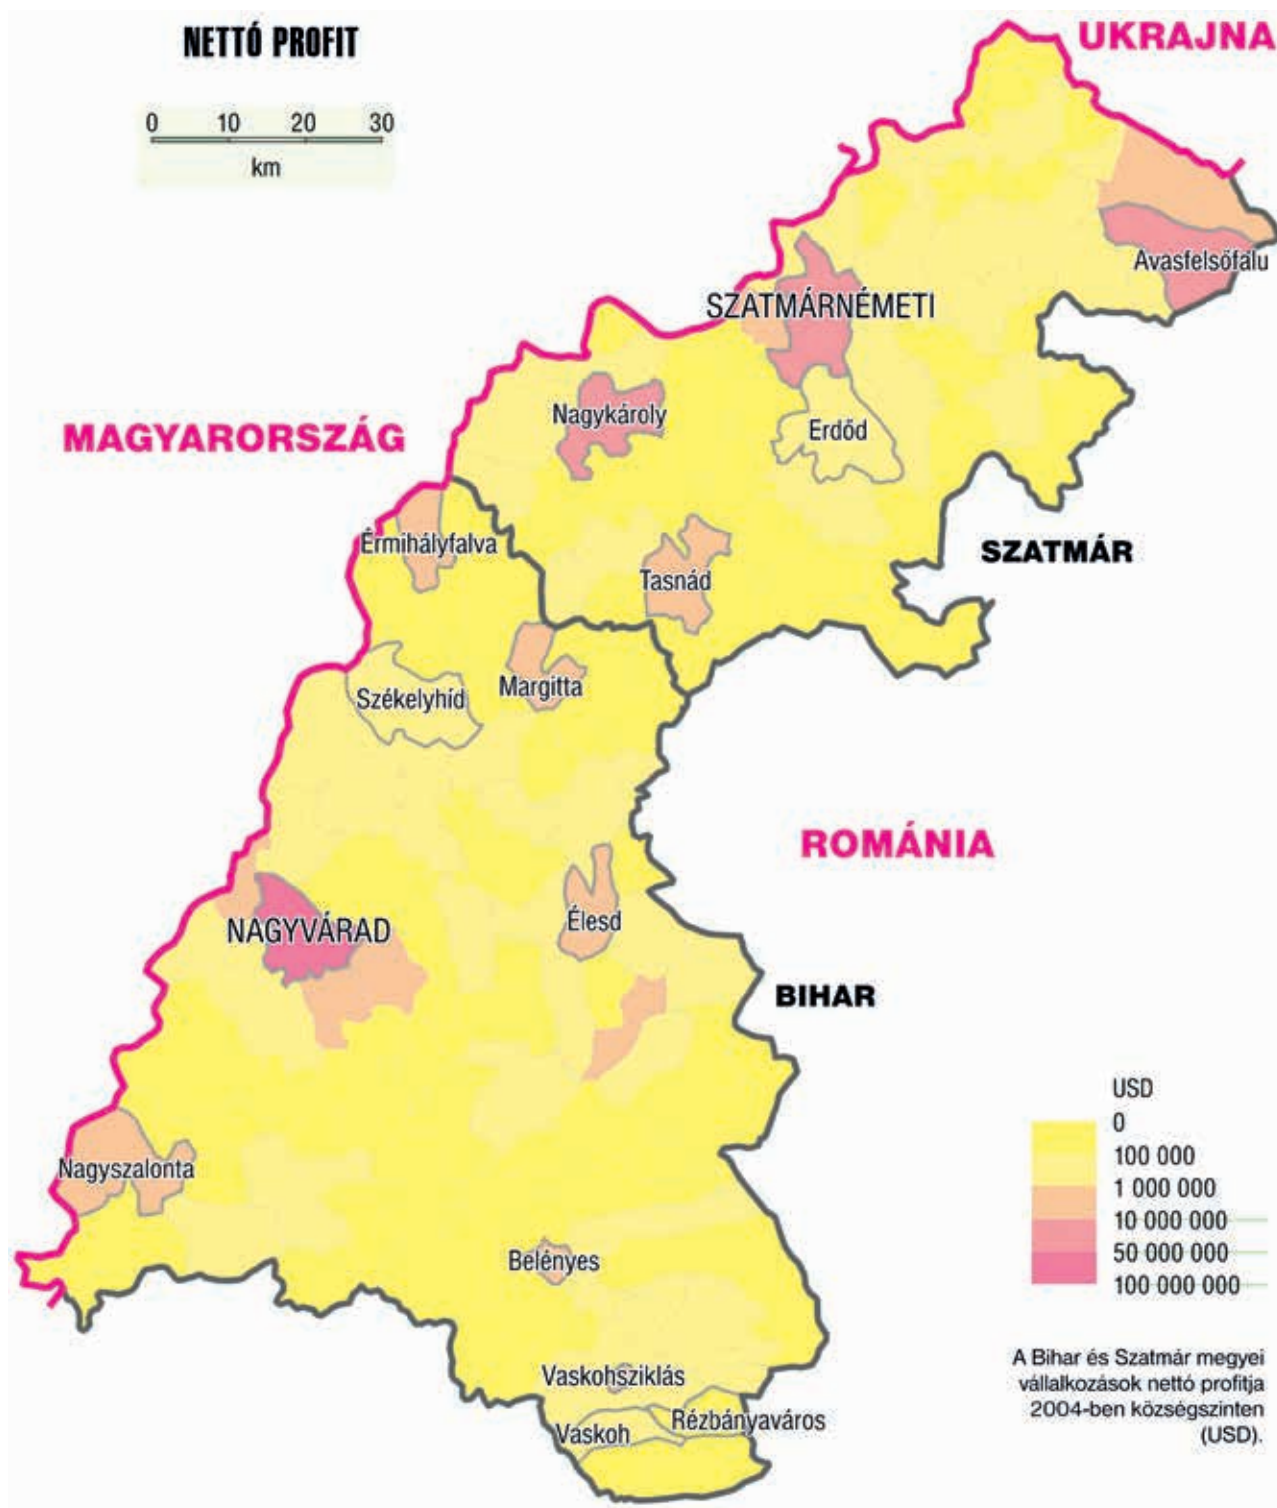 NETTÓ PROFIT
0 10 20 30
km
UKRAJNA
Avasfelsőfalu
SZATMÁRNÉMETI
MAGYARORSZÁG
Nagykároly
Erdőd
Érmihályfalva
SZATMÁR
Tasnád
Székelyhíd
Margitta
ROMÁNIA
NAGYVÁRAD
Élesd
BIHAR
Nagyszalonta
Belényes
Vaskohsziklás
Rézbányaváros
Vaskoh
USD
0
100 000
1 000 000
10 000 000
50 000 000
100 000 000
A Bihar és Szatmár megyei
vállalkozások nettó profitja
2004-ben községszinten
(USD).